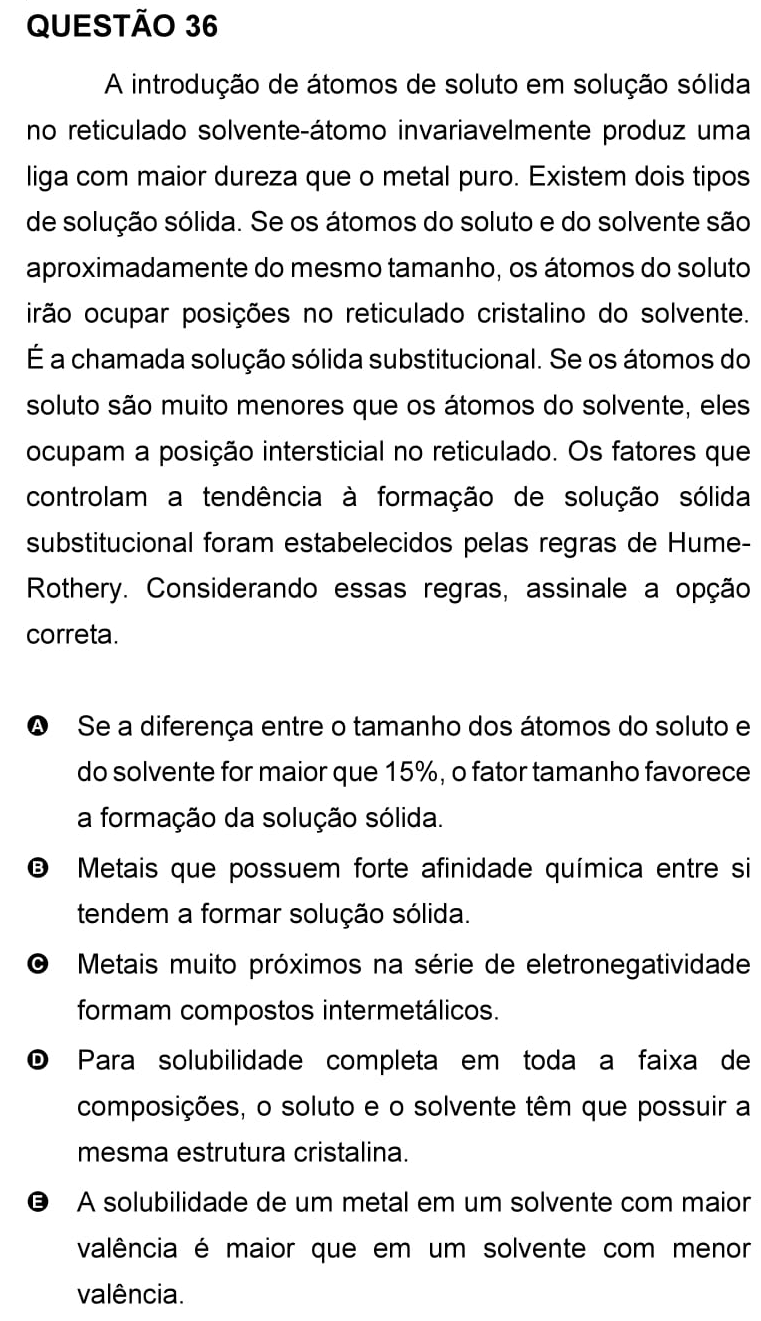 QUESTÃO 36
A introdução de átomos de soluto em solução sólida
no reticulado solvente-átomo invariavelmente produz uma
liga com maior dureza que o metal puro. Existem dois tipos
de solução sólida. Se os átomos do soluto e do solvente são
aproximadamente do mesmo tamanho, os átomos do soluto
irão ocupar posições no reticulado cristalino do solvente.
É a chamada solução sólida substitucional. Se os átomos do
soluto são muito menores que os átomos do solvente, eles
ocupam a posição intersticial no reticulado. Os fatores que
controlam a tendência à formação de solução sólida
substitucional foram estabelecidos pelas regras de Hume-
Rothery. Considerando essas regras, assinale a opção
correta.
A Se a diferença entre o tamanho dos átomos do soluto e
do solvente for maior que 15%, o fator tamanho favorece
a formação da solução sólida.
B Metais que possuem forte afinidade química entre si
tendem a formar solução sólida.
C Metais muito próximos na série de eletronegatividade
formam compostos intermetálicos.
D Para solubilidade completa em toda a faixa de
composições, o soluto e o solvente têm que possuir a
mesma estrutura cristalina.
E A solubilidade de um metal em um solvente com maior
valência é maior que em um solvente com menor
valência.